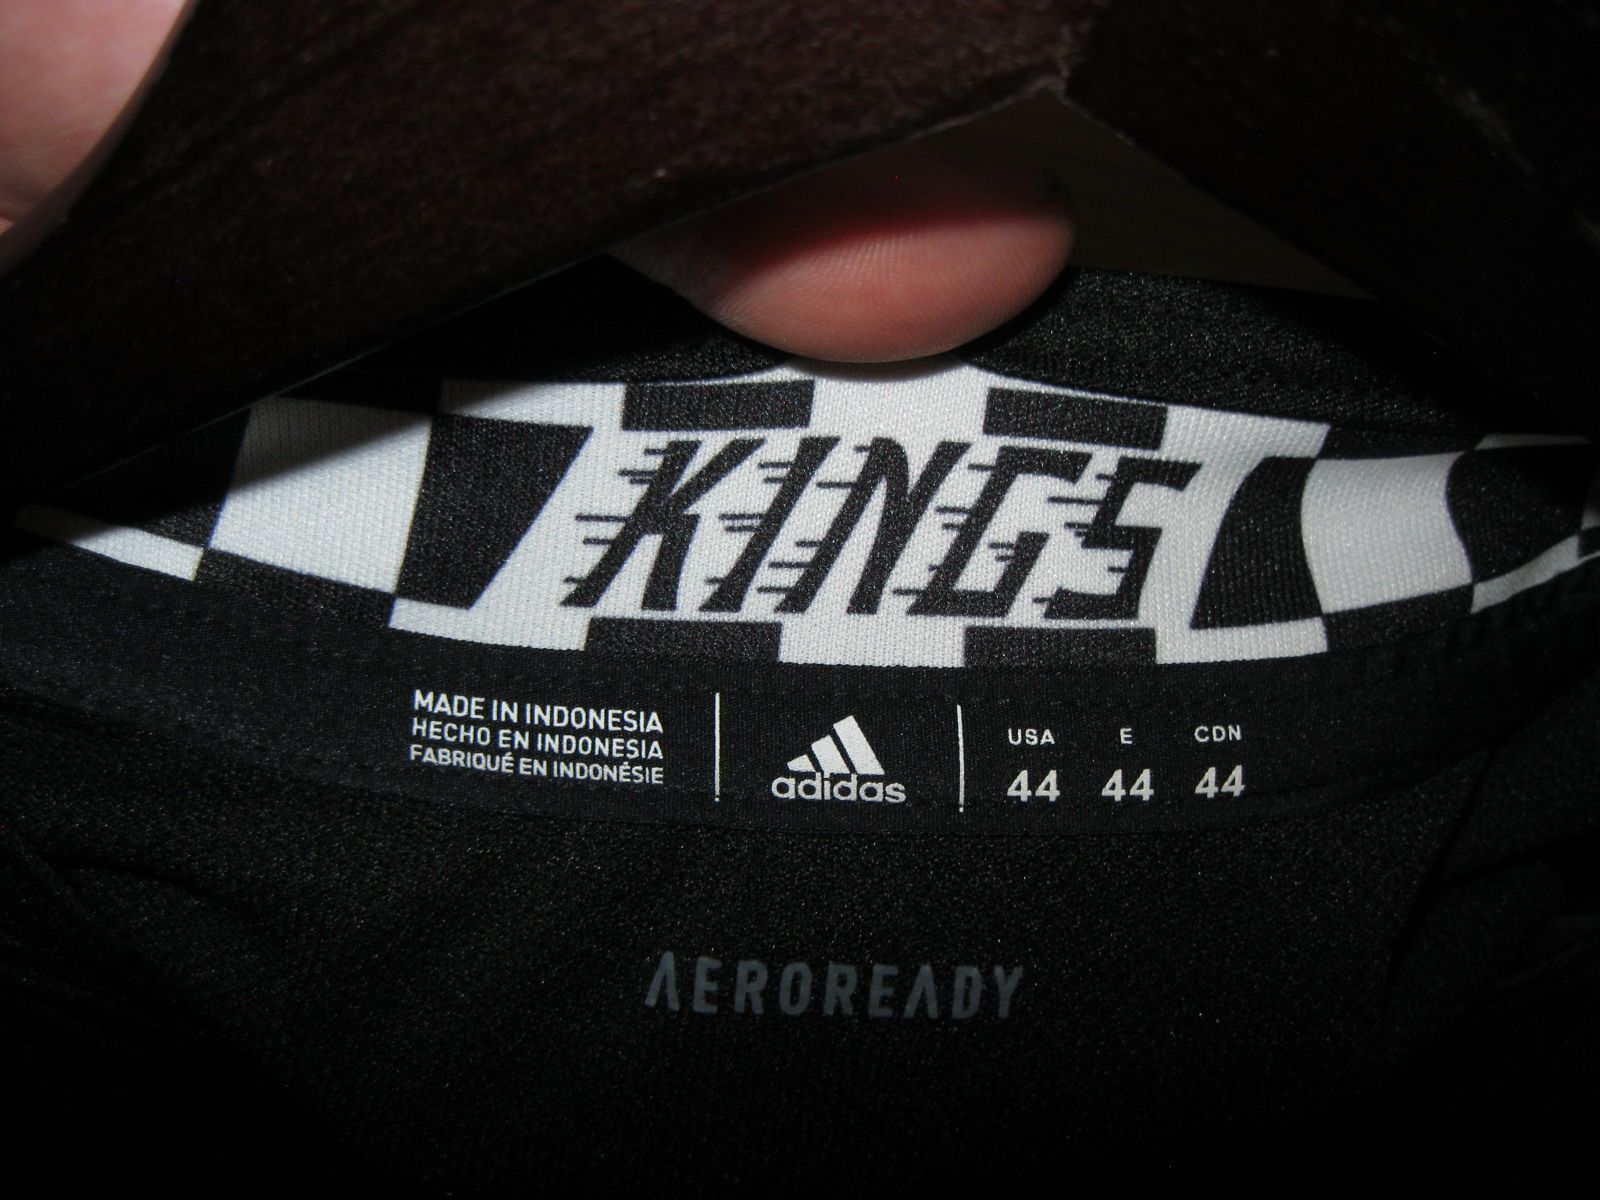 KINGS
MADE IN INDONESIA
HECHO EN INDONESIA
FABRIQUÉ EN INDONÉSIE
adidas
USA E CDN
44 44 44
AEROREADY